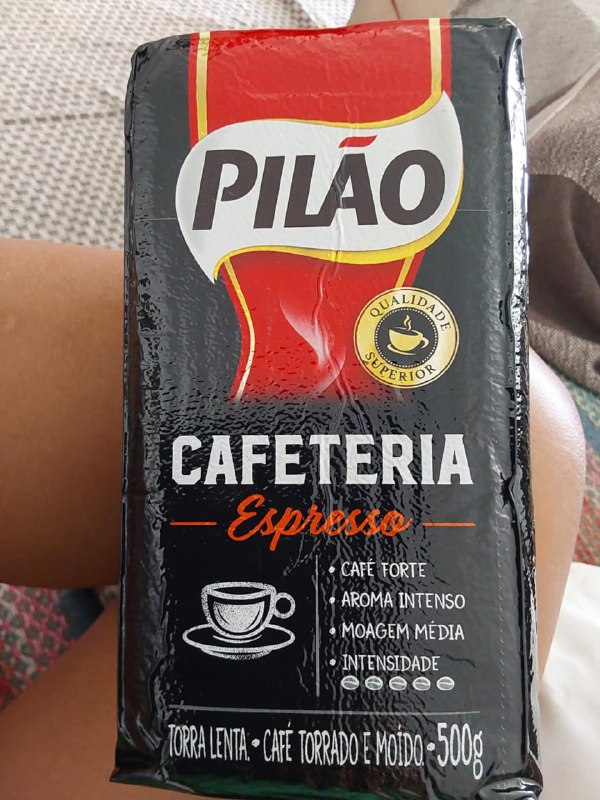 PILÃO
QUALIDADE
SUPERIOR
CAFETERIA
Espresso
• CAFÉ FORTE
• AROMA INTENSO
• MOAGEM MÉDIA
• INTENSIDADE
TORRA LENTA. • CAFÉ TORRADO E MOÍDO. • 500g